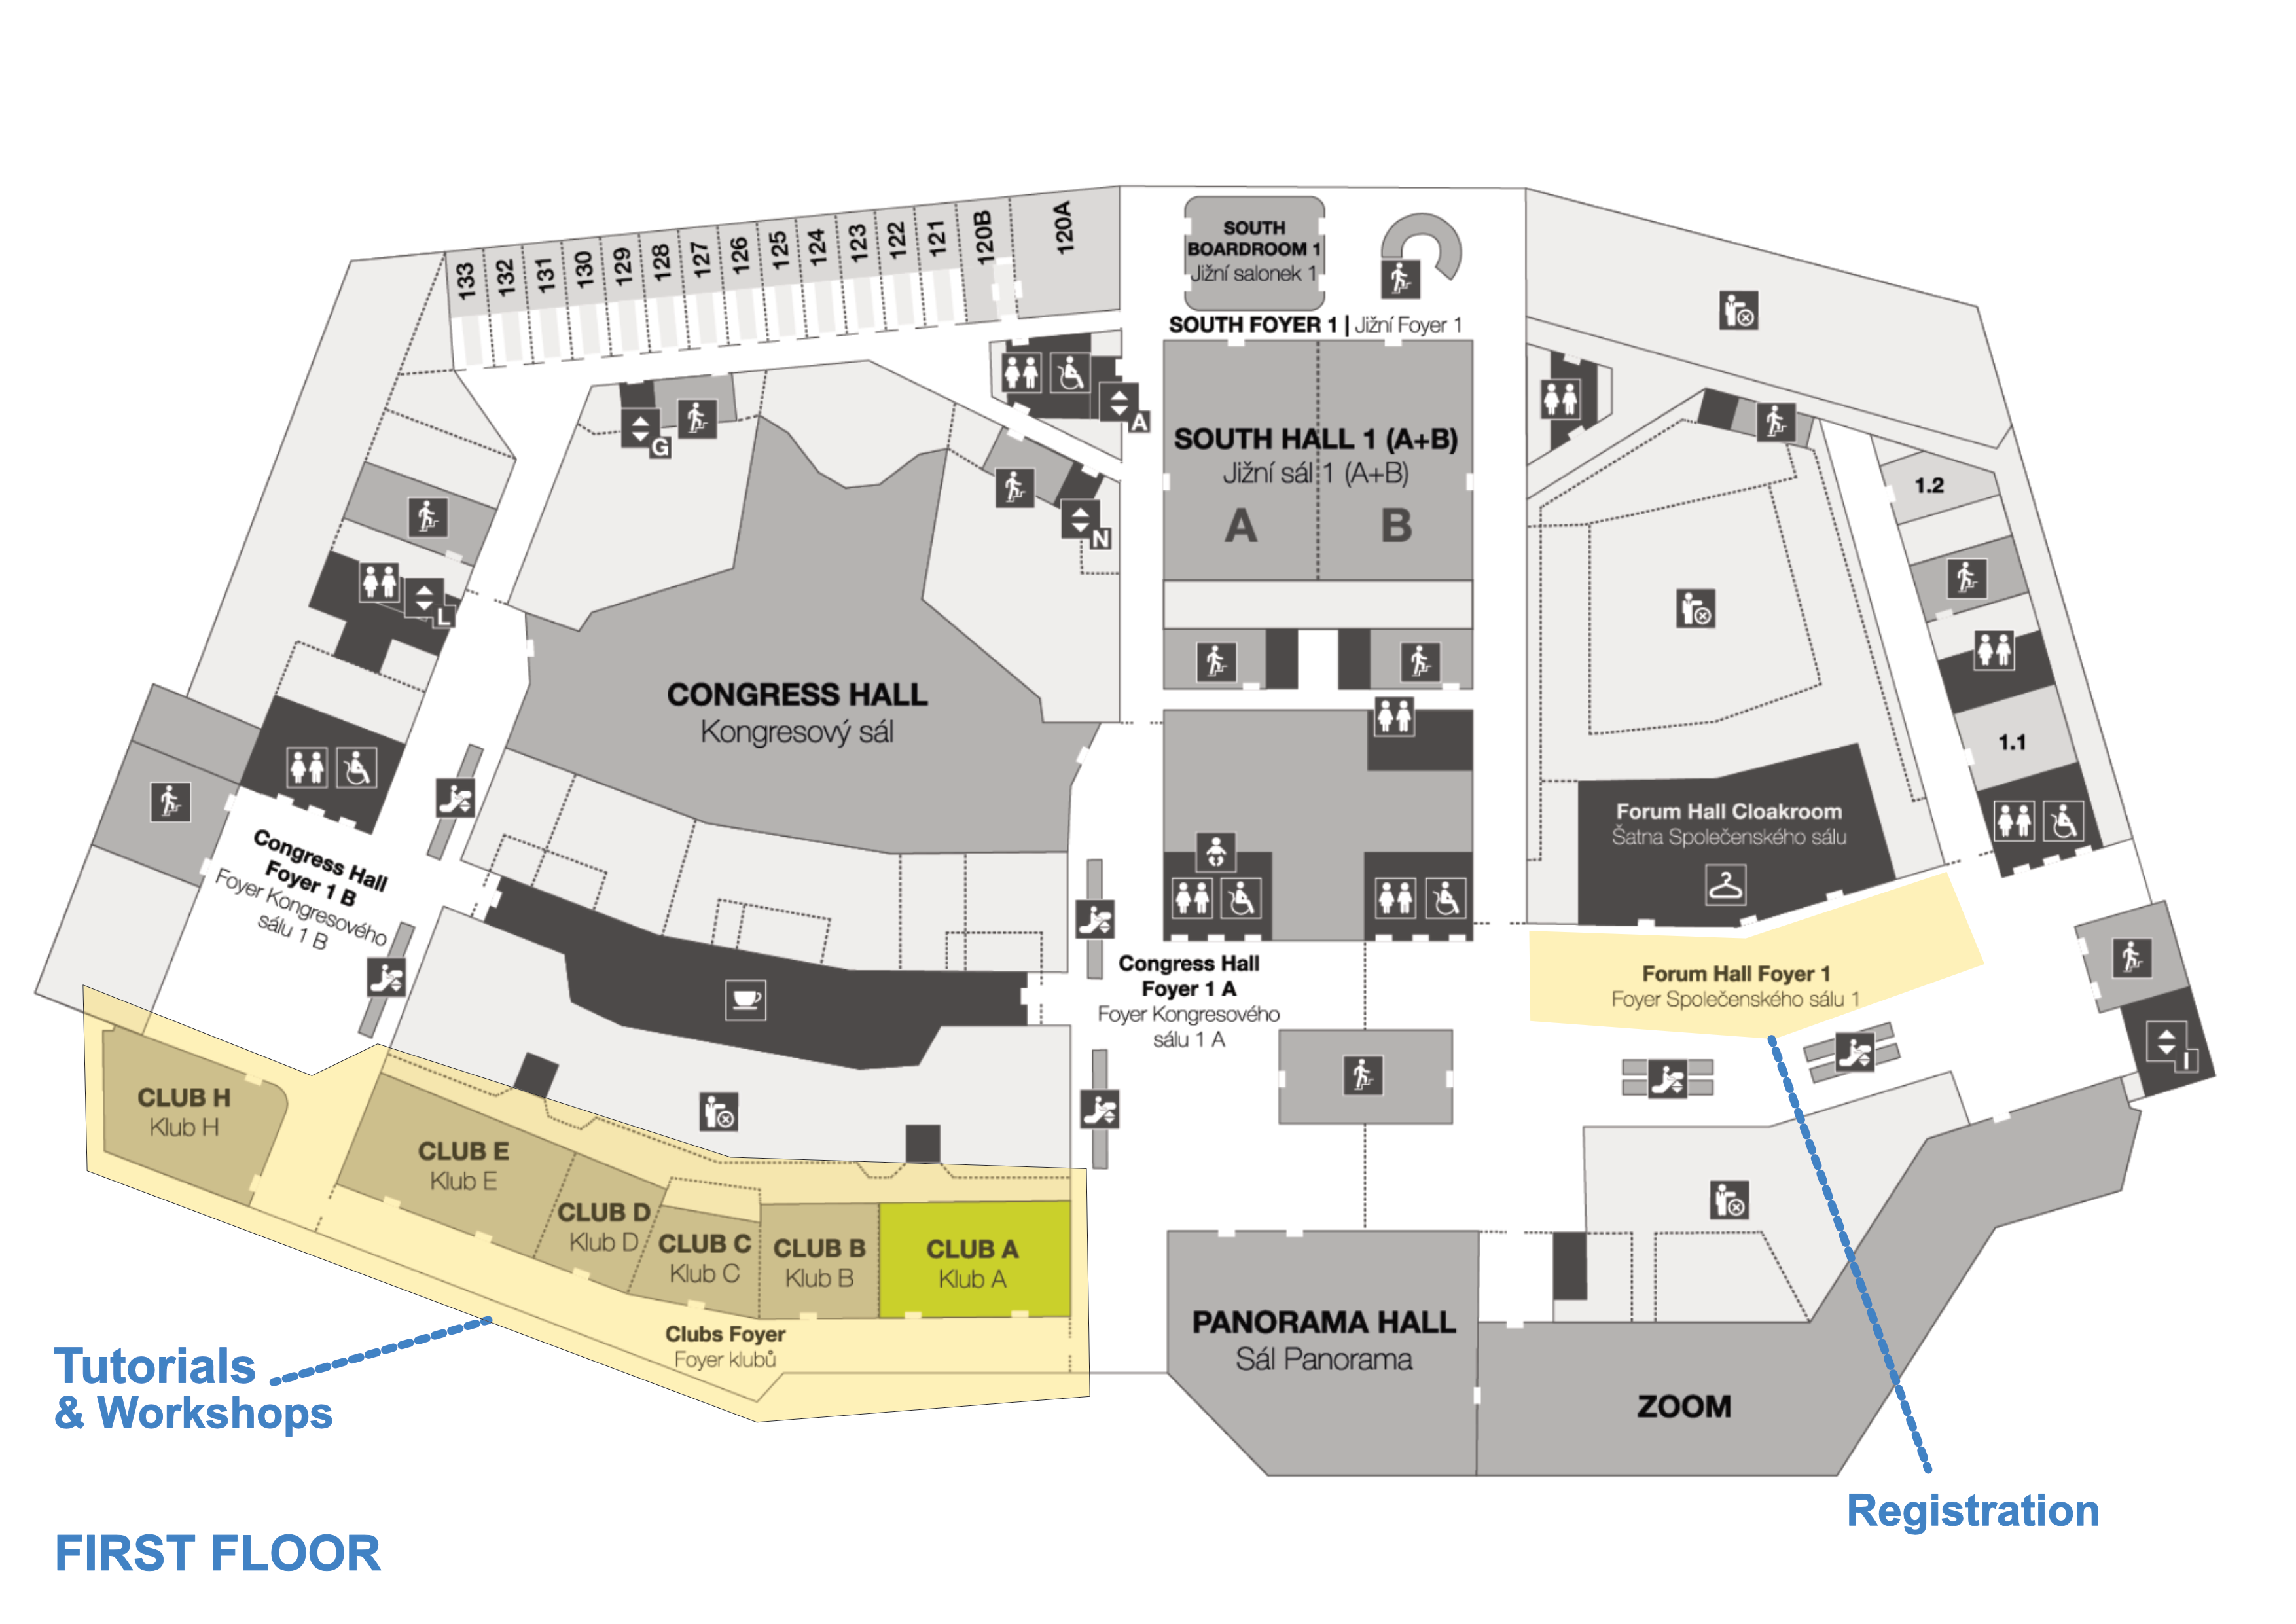 133
132
131
130
129
128
127
126
125
124
123
122
121
120B
120A
SOUTH
BOARDROOM 1
Jižní salonek 1
SOUTH FOYER 1 | Jižní Foyer 1
A
G
N
L
SOUTH HALL 1 (A+B)
Jižní sál 1 (A+B)
A
B
1.2
1.1
CONGRESS HALL
Kongresový sál
Forum Hall Cloakroom
Šatna Společenského sálu
Congress Hall
Foyer 1 B
Foyer Kongresového
sálu 1 B
Congress Hall
Foyer 1 A
Foyer Kongresového
sálu 1 A
Forum Hall Foyer 1
Foyer Společenského sálu 1
I
CLUB H
Klub H
CLUB E
Klub E
CLUB D
Klub D
CLUB C
Klub C
CLUB B
Klub B
CLUB A
Klub A
Clubs Foyer
Foyer klubů
PANORAMA HALL
Sál Panorama
ZOOM
Tutorials
& Workshops
Registration
FIRST FLOOR